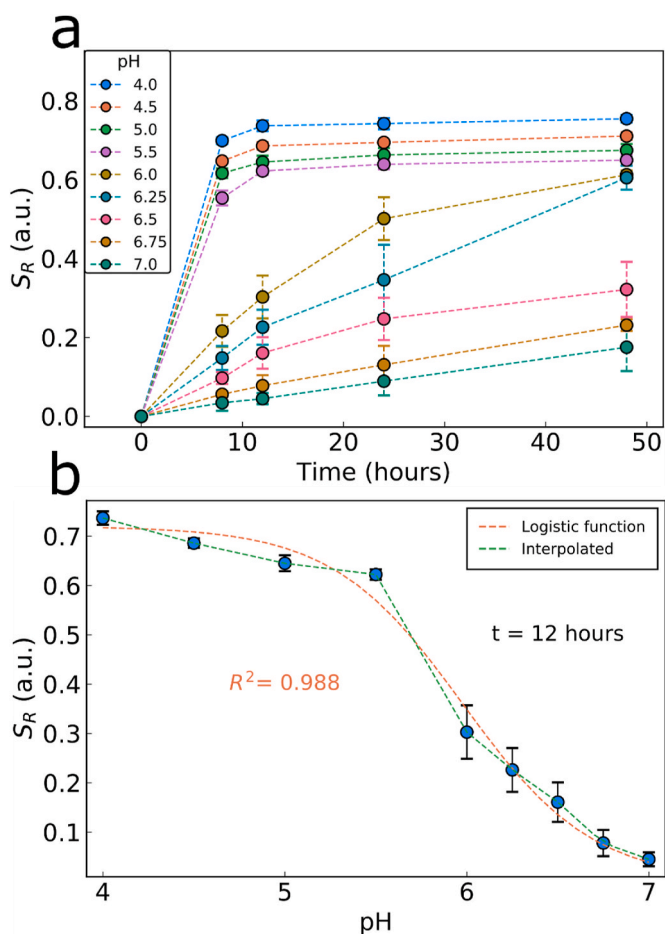 a
pH
4.0
4.5
5.0
5.5
6.0
6.25
6.5
6.75
7.0
0.8
0.6
0.4
0.2
0.0
S_R (a.u.)
0 10 20 30 40 50
Time (hours)
b
Logistic function
Interpolated
t = 12 hours
R²= 0.988
0.7
0.6
0.5
0.4
0.3
0.2
0.1
S_R (a.u.)
4 5 6 7
pH